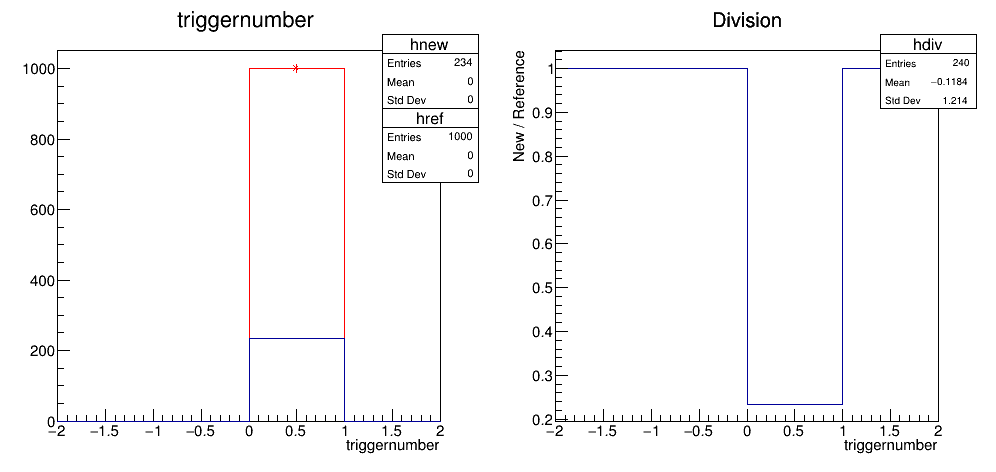 triggernumber
hnew
Entries 234
Mean 0
Std Dev 0
href
Entries 1000
Mean 0
Std Dev 0
1000
800
600
400
200
0
−2 −1.5 −1 −0.5 0 0.5 1 1.5 2
triggernumber
Division
hdiv
Entries 240
Mean −0.1184
Std Dev 1.214
New / Reference
1
0.9
0.8
0.7
0.6
0.5
0.4
0.3
0.2
−2 −1.5 −1 −0.5 0 0.5 1 1.5 2
triggernumber